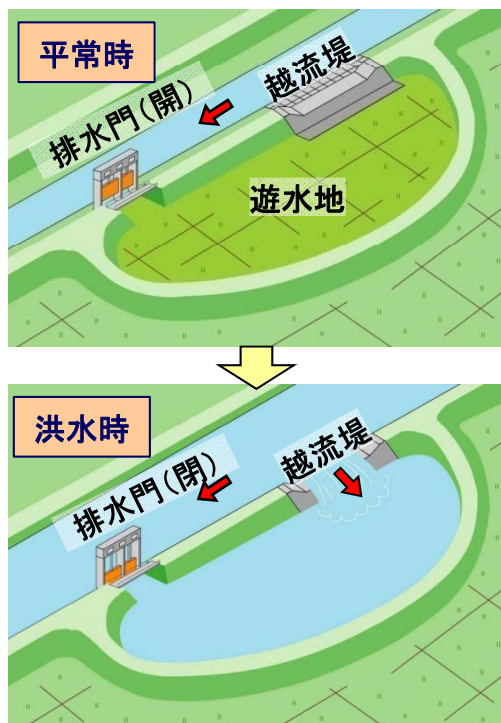 平常時
越流堤
排水門(開)
遊水地
洪水時
越流堤
排水門(閉)